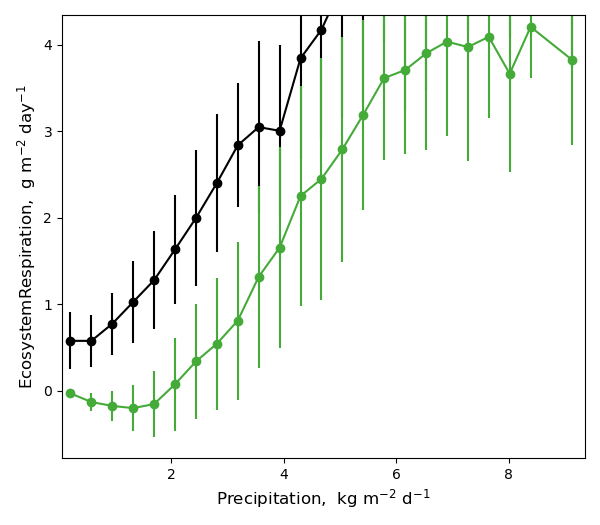 4
3
2
1
0
2 4 6 8
EcosystemRespiration, g m⁻² day⁻¹
Precipitation, kg m⁻² d⁻¹